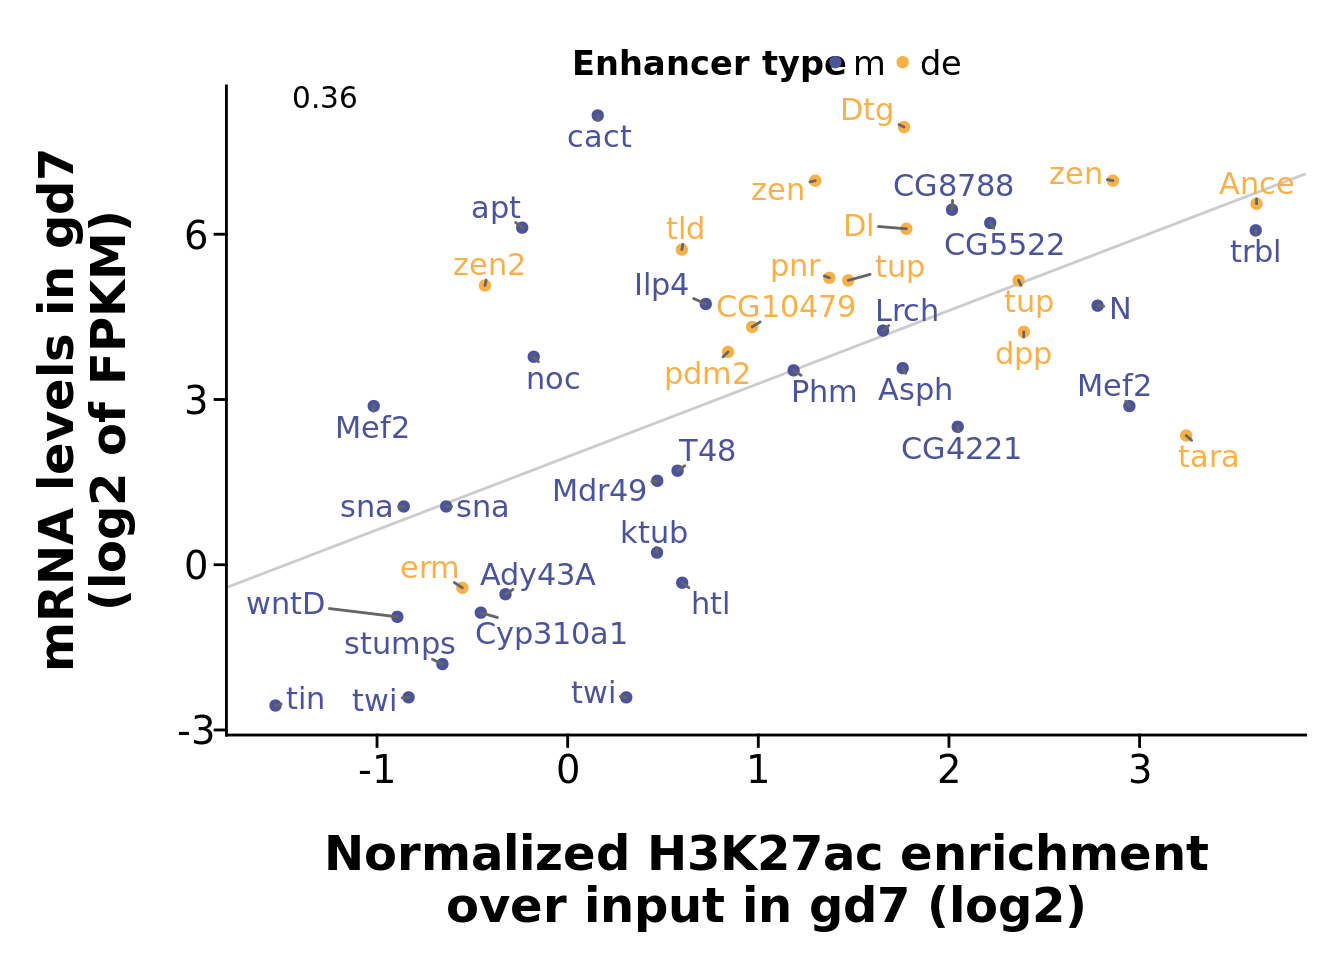 Enhancer type m de
0.36
Dtg
cact
zen
CG8788
zen
Ance
apt
tld
Dl
CG5522
trbl
zen2
pnr
tup
Ilp4
CG10479
Lrch
tup
N
noc
pdm2
Phm
Asph
dpp
Mef2
Mef2
T48
CG4221
tara
sna
sna
Mdr49
ktub
erm
Ady43A
wntD
htl
stumps
Cyp310a1
tin
twi
twi
6
3
0
-3
-1 0 1 2 3
mRNA levels in gd7
(log2 of FPKM)
Normalized H3K27ac enrichment
over input in gd7 (log2)